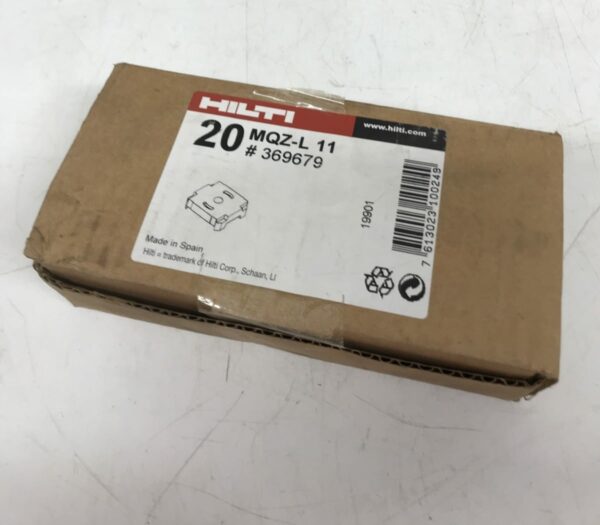 HILTI
www.hilti.com
20 MQZ-L 11
# 369679
19901
7 613023 100249
Made in Spain
Hilti = trademark of Hilti Corp., Schaan, LI